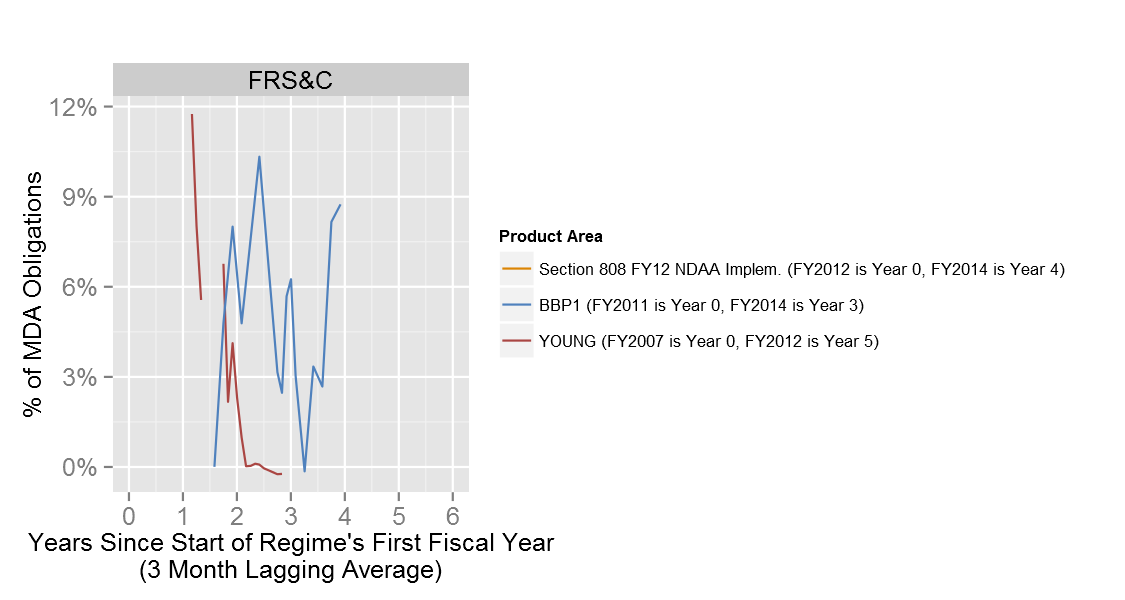 FRS&C
12%
9%
6%
3%
0%
% of MDA Obligations
0 1 2 3 4 5 6
Years Since Start of Regime's First Fiscal Year
(3 Month Lagging Average)
Product Area
Section 808 FY12 NDAA Implem. (FY2012 is Year 0, FY2014 is Year 4)
BBP1 (FY2011 is Year 0, FY2014 is Year 3)
YOUNG (FY2007 is Year 0, FY2012 is Year 5)